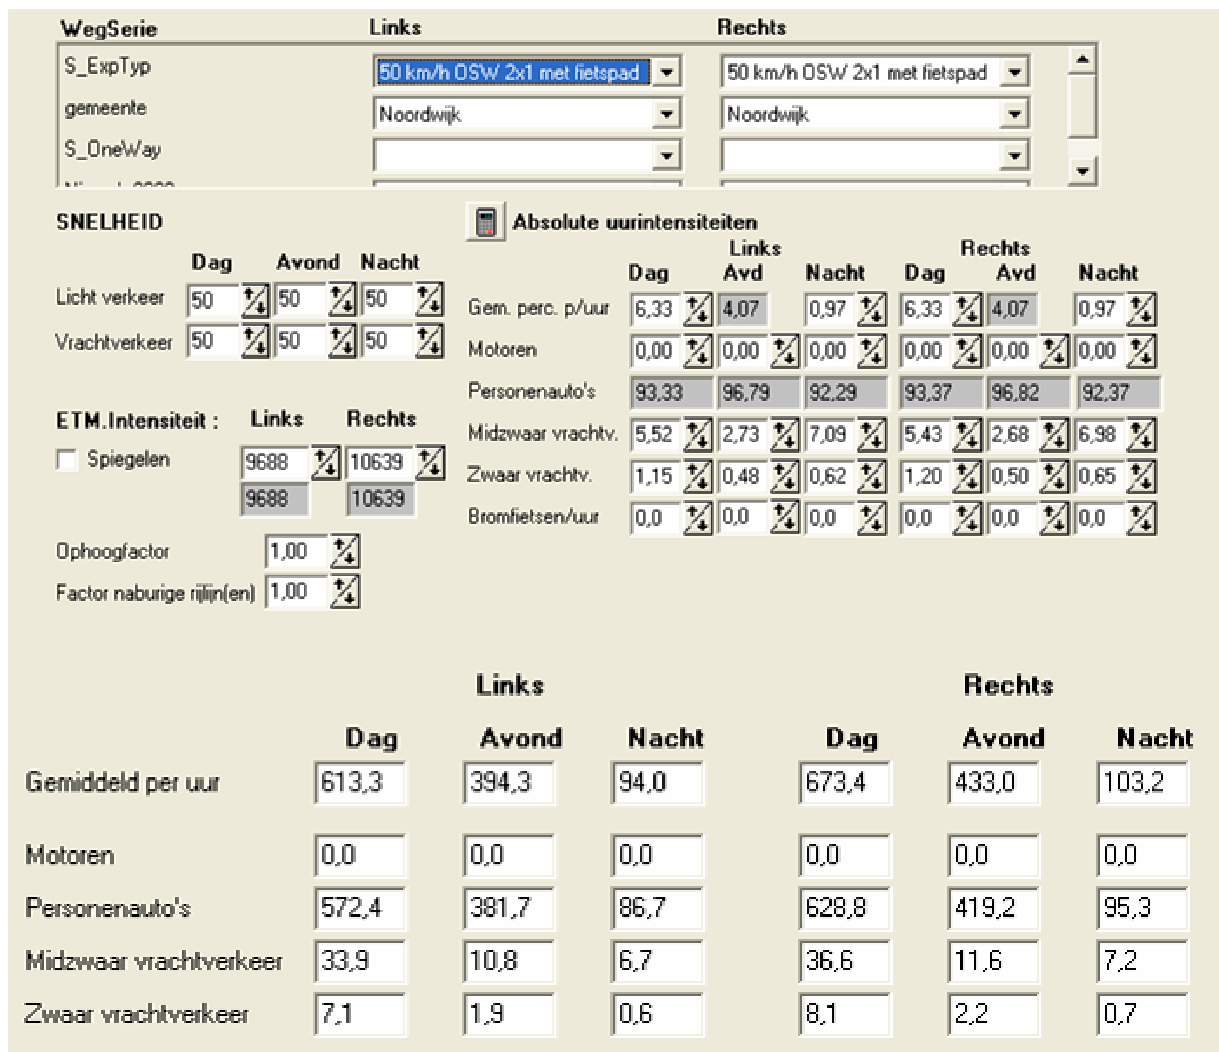 WegSerie Links Rechts
S_ExpTyp 50 km/h OSW 2x1 met fietspad 50 km/h OSW 2x1 met fietspad
gemeente Noordwijk Noordwijk
S_OneWay
SNELHEID
Absolute uurintensiteiten
Links Rechts
Dag Avond Nacht
Dag Avd Nacht Dag Avd Nacht
Licht verkeer 50 50 50
Gem. perc. p/uur 6,33 4,07 0,97 6,33 4,07 0,97
Vrachtverkeer 50 50 50
Motoren 0,00 0,00 0,00 0,00 0,00 0,00
Personenauto's 93,33 96,79 92,29 93,37 96,82 92,37
ETM.Intensiteit : Links Rechts
Midzwaar vrachtv. 5,52 2,73 7,09 5,43 2,68 6,98
Spiegelen 9688 10639
Zwaar vrachtv. 1,15 0,48 0,62 1,20 0,50 0,65
9688 10639
Bromfietsen/uur 0,0 0,0 0,0 0,0 0,0 0,0
Ophoogfactor 1,00
Factor naburige rijlijn(en) 1,00
Links Rechts
Dag Avond Nacht Dag Avond Nacht
Gemiddeld per uur 613,3 394,3 94,0 673,4 433,0 103,2
Motoren 0,0 0,0 0,0 0,0 0,0 0,0
Personenauto's 572,4 381,7 86,7 628,8 419,2 95,3
Midzwaar vrachtverkeer 33,9 10,8 6,7 36,6 11,6 7,2
Zwaar vrachtverkeer 7,1 1,9 0,6 8,1 2,2 0,7